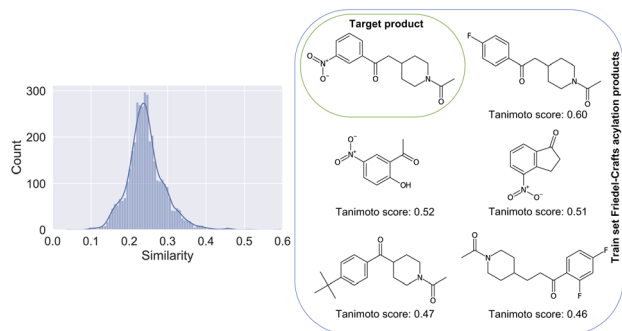 Target product
Tanimoto score: 0.60
Tanimoto score: 0.52
Tanimoto score: 0.51
Tanimoto score: 0.47
Tanimoto score: 0.46
Train set Friedel-Crafts acylation products
Count
300
200
100
0
0.0 0.1 0.2 0.3 0.4 0.5 0.6
Similarity
O
N+
O-
O
N
O
F
O
N
O
O-
N+
O
O
OH
O
N+
O
O-
O
N
O
O
N
O
F
F